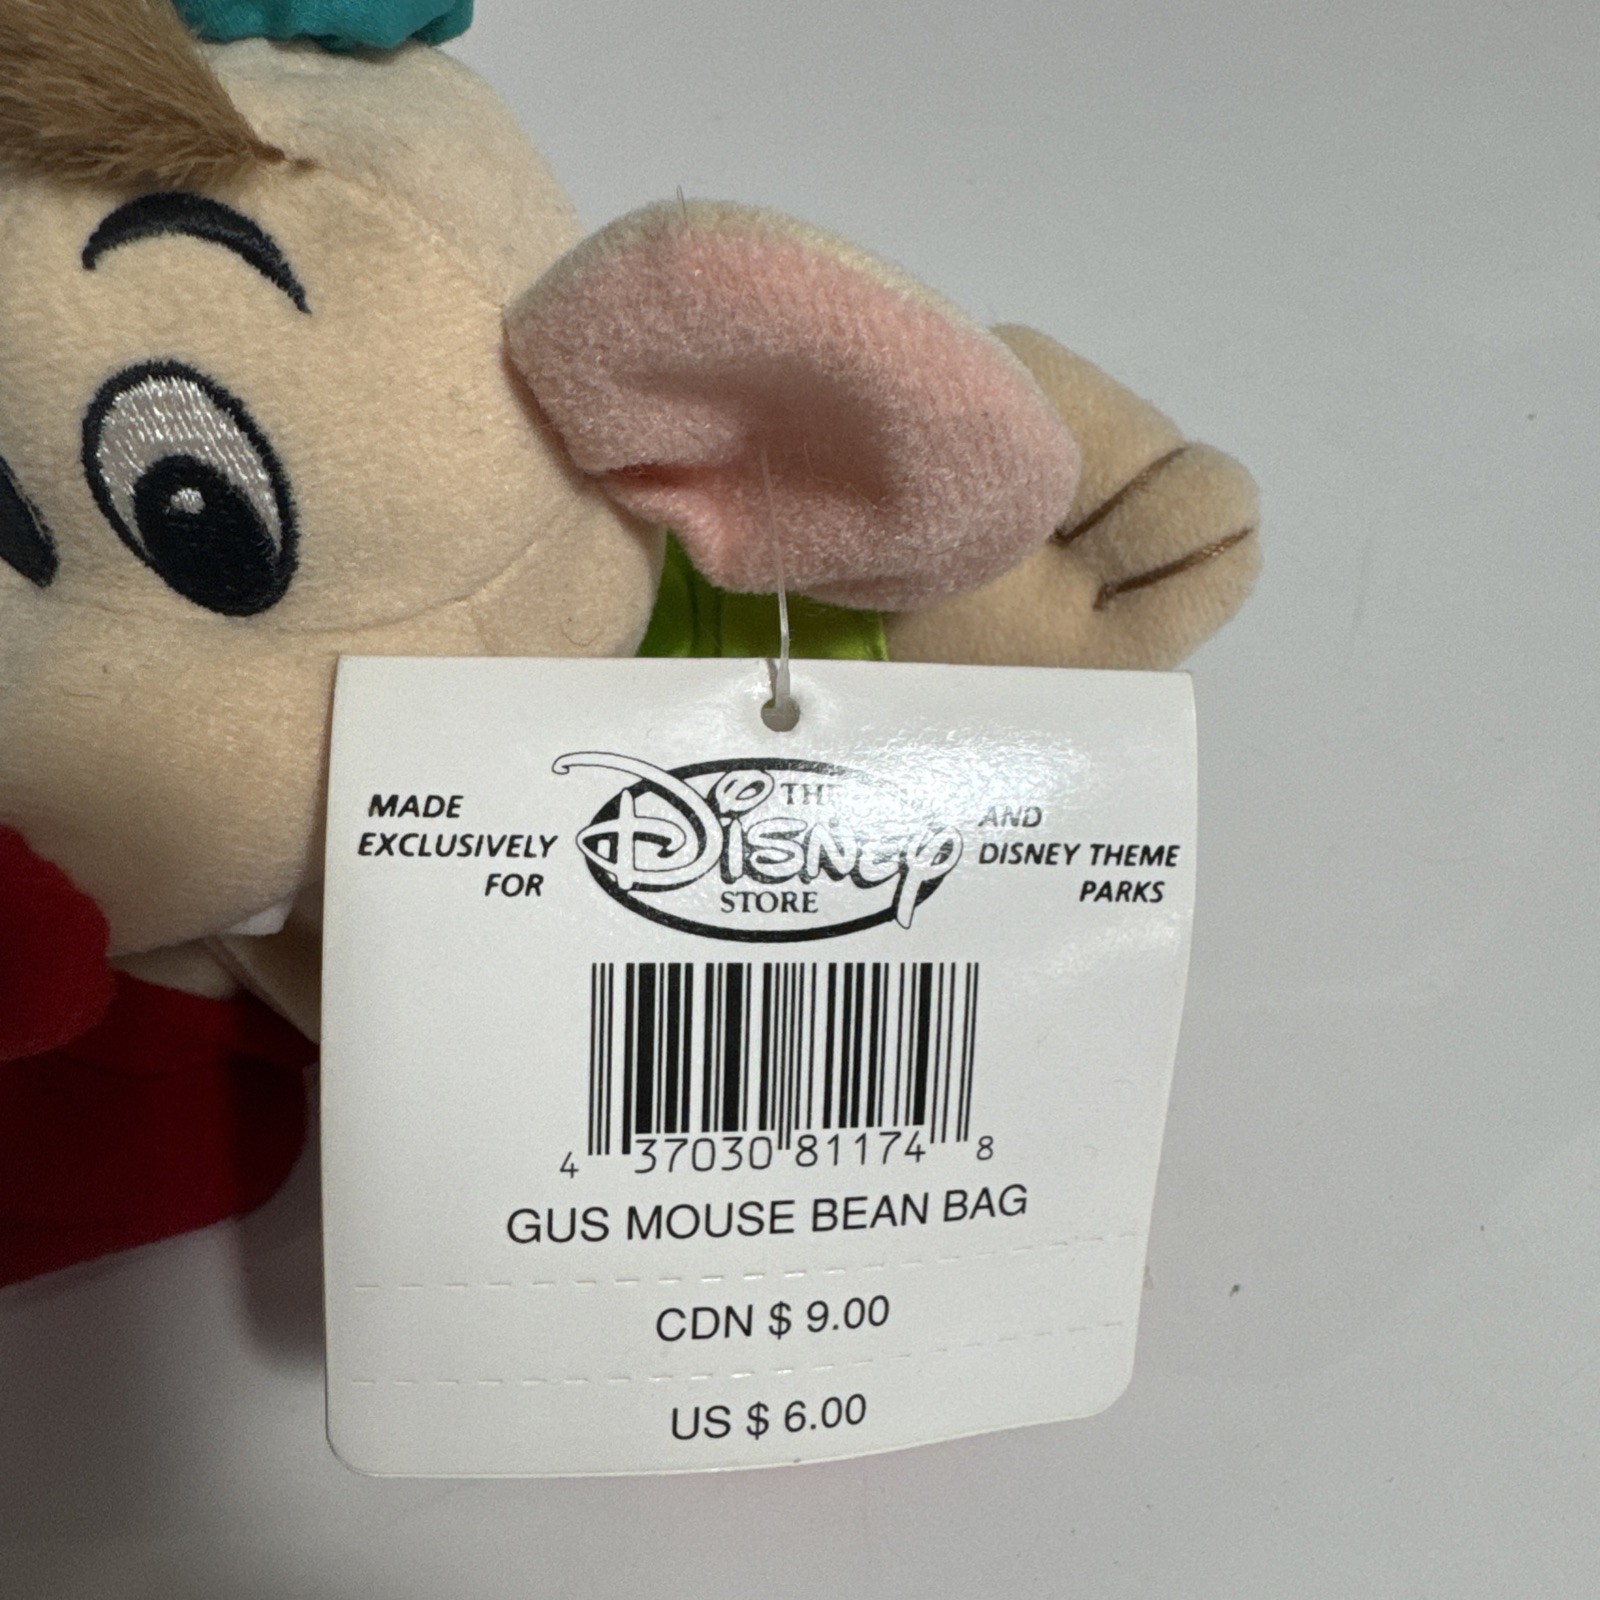 MADE
EXCLUSIVELY
FOR
THE
Disney
STORE
AND
DISNEY THEME
PARKS
4 37030 81174 8
GUS MOUSE BEAN BAG
CDN $ 9.00
US $ 6.00